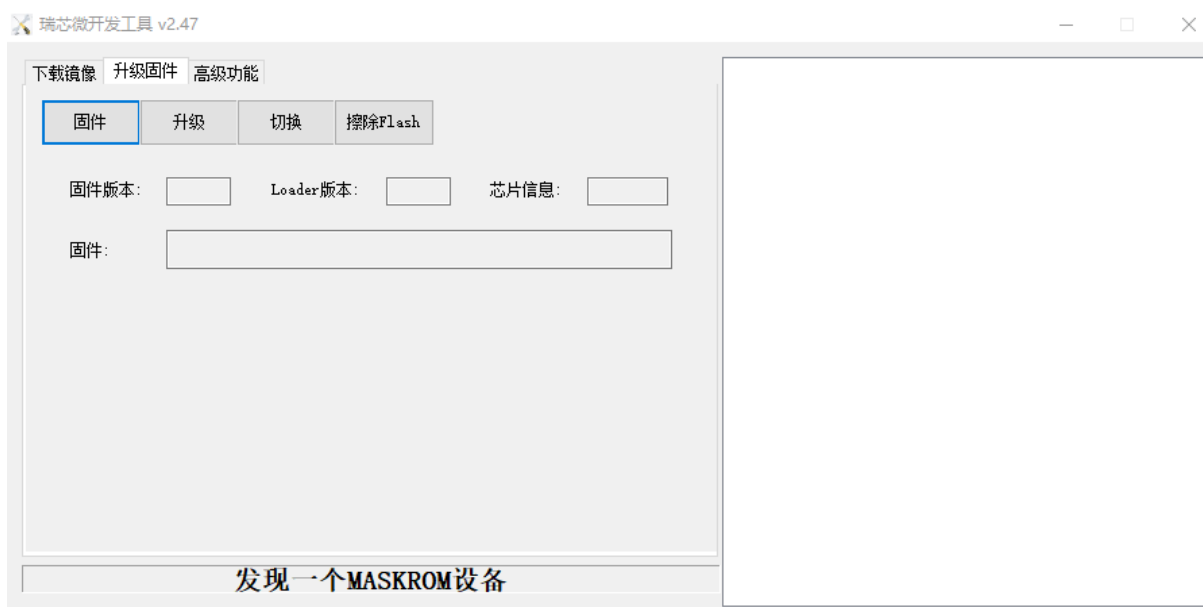 瑞芯微开发工具 v2.47
下载镜像 升级固件 高级功能
固件 升级 切换 擦除Flash
固件版本: Loader版本: 芯片信息:
固件:
发现一个MASKROM设备